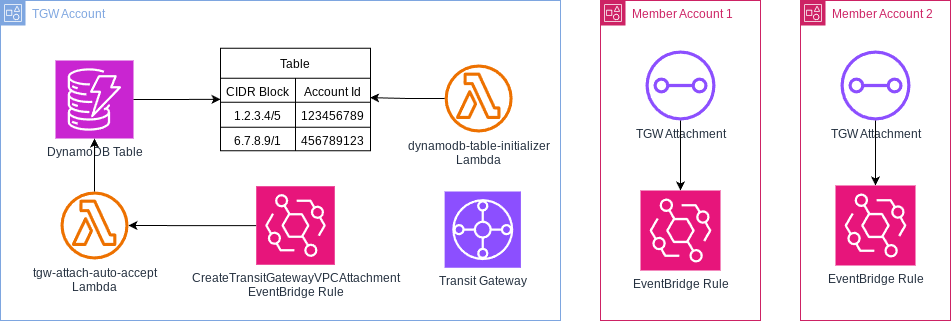 TGW Account
Member Account 1
Member Account 2
Table
CIDR Block
Account Id
1.2.3.4/5
123456789
6.7.8.9/1
456789123
DynamoDB Table
dynamodb-table-initializer
Lambda
TGW Attachment
TGW Attachment
tgw-attach-auto-accept
Lambda
CreateTransitGatewayVPCAttachment
EventBridge Rule
Transit Gateway
EventBridge Rule
EventBridge Rule